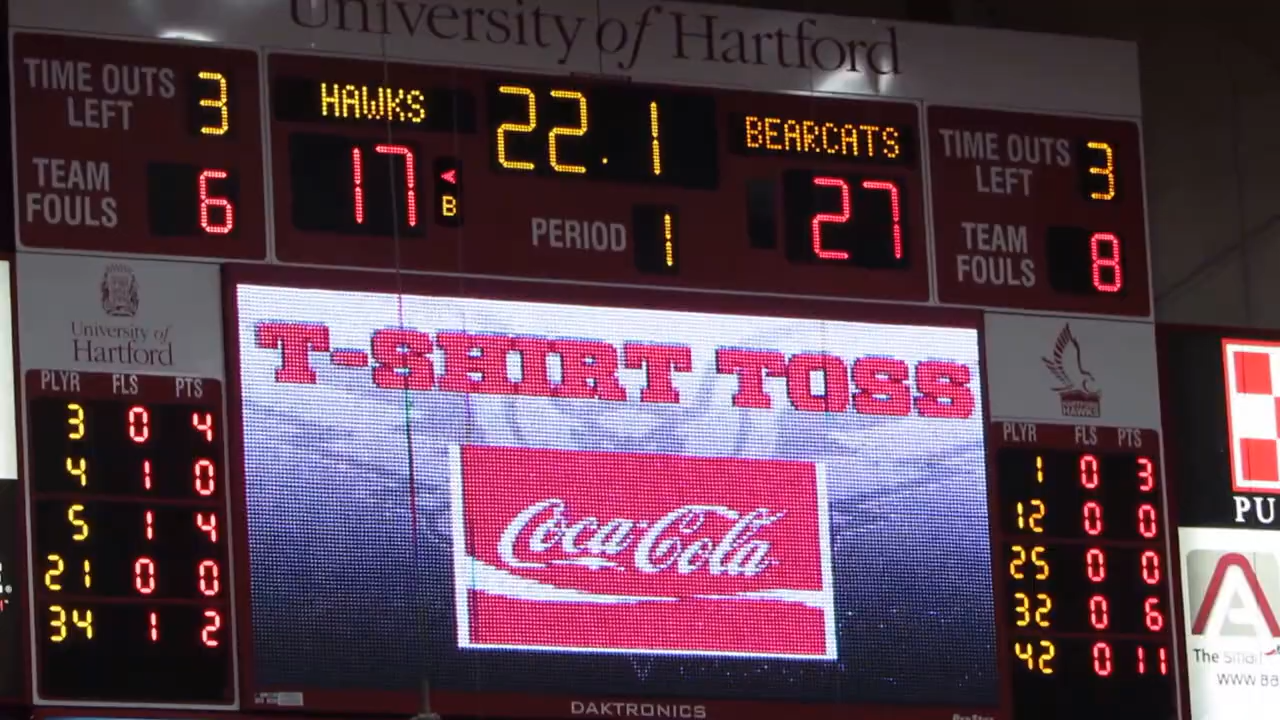 University of Hartford
TIME OUTS LEFT 3
HAWKS
22.1
BEARCATS
TIME OUTS LEFT 3
TEAM FOULS 6
17
B
PERIOD 1
27
TEAM FOULS 8
University of
Hartford
PLYR FLS PTS
3 0 4
4 1 0
5 1 4
21 0 0
34 1 2
T-SHIRT TOSS
Coca-Cola
DAKTRONICS
HAWKS
PLYR FLS PTS
1 0 3
12 0 0
25 0 0
32 0 6
42 0 11
PU
A
The small
www